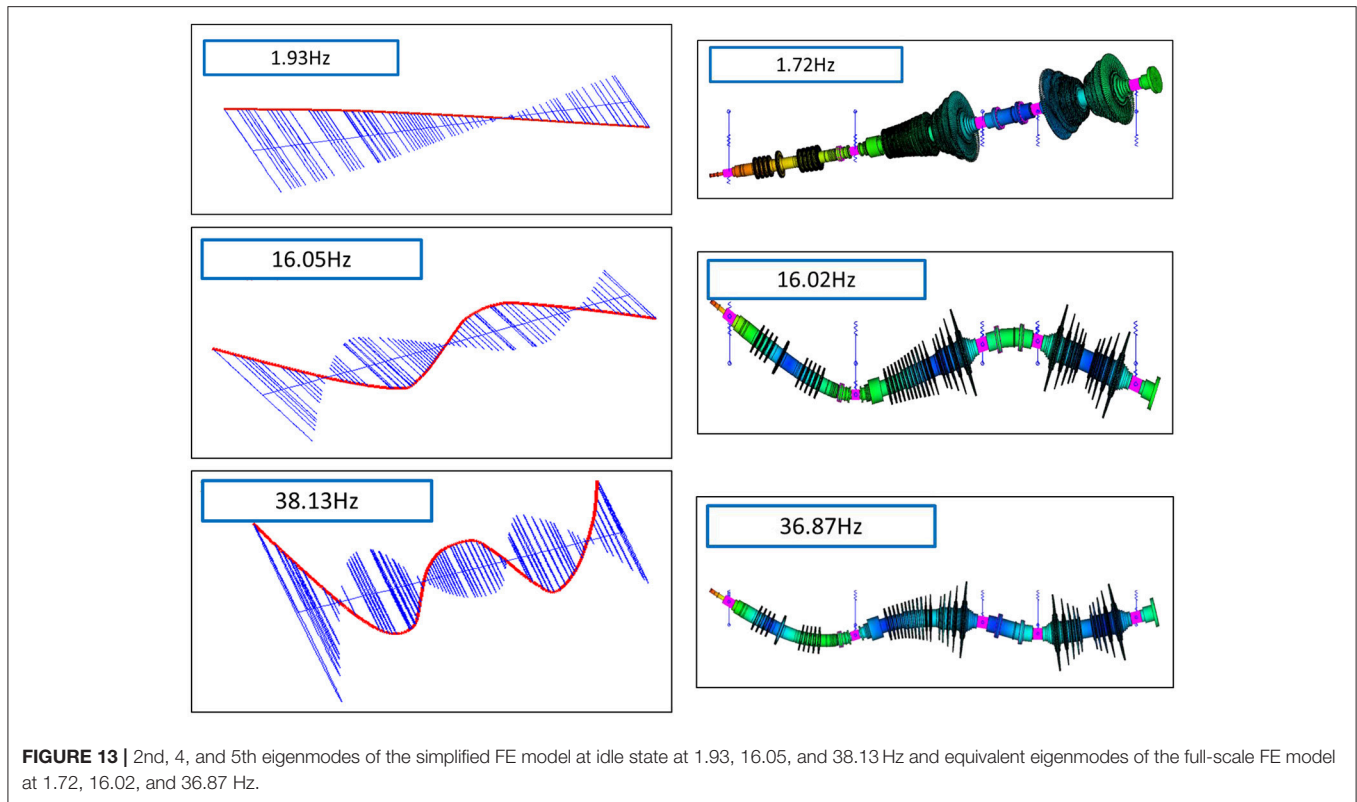 1.93Hz
1.72Hz
16.05Hz
16.02Hz
38.13Hz
36.87Hz
FIGURE 13 | 2nd, 4, and 5th eigenmodes of the simplified FE model at idle state at 1.93, 16.05, and 38.13 Hz and equivalent eigenmodes of the full-scale FE model
at 1.72, 16.02, and 36.87 Hz.